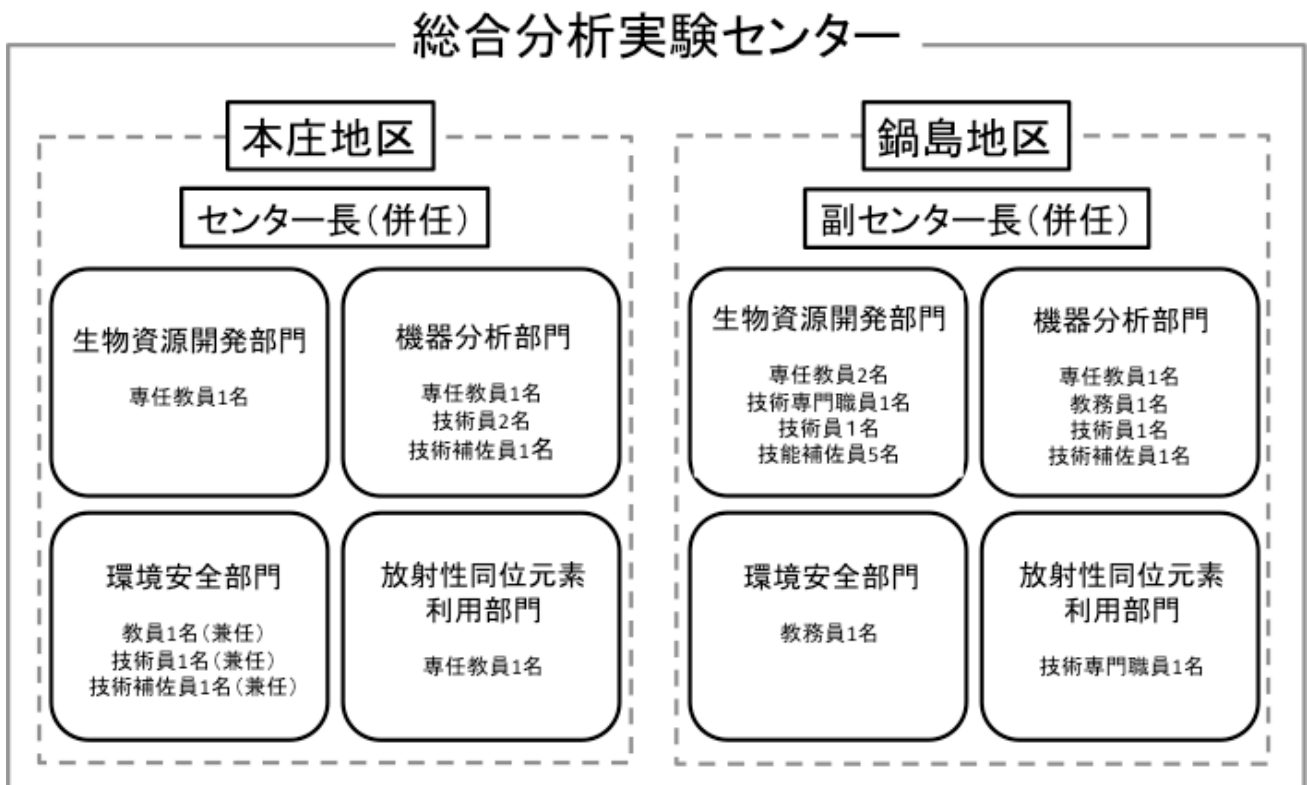 総合分析実験センター
本庄地区
センター長(併任)
生物資源開発部門
専任教員1名
機器分析部門
専任教員1名
技術員2名
技術補佐員1名
環境安全部門
教員1名(兼任)
技術員1名(兼任)
技術補佐員1名(兼任)
放射性同位元素
利用部門
専任教員1名
鍋島地区
副センター長(併任)
生物資源開発部門
専任教員2名
技術専門職員1名
技術員1名
技能補佐員5名
機器分析部門
専任教員1名
教務員1名
技術員1名
技術補佐員1名
環境安全部門
教務員1名
放射性同位元素
利用部門
技術専門職員1名